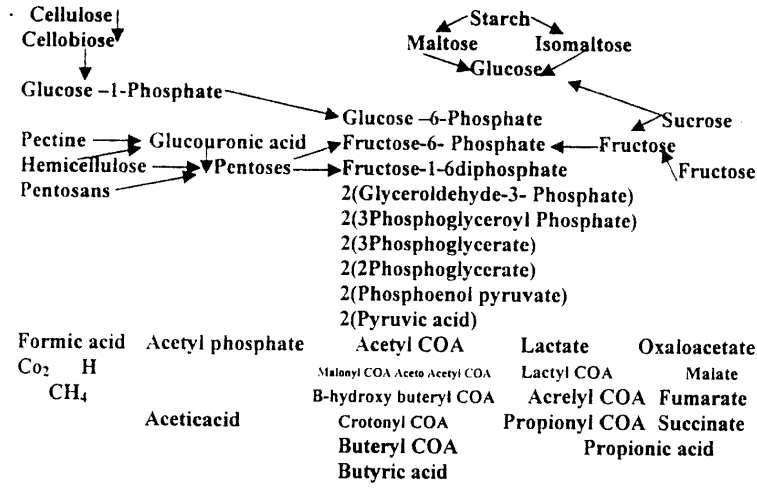 Cellulose Starch
Cellobiose Maltose Isomaltose
Glucose
Glucose –1-Phosphate
Glucose –6-Phosphate Sucrose
Pectine Glucouronic acid Fructose-6- Phosphate Fructose
Hemicellulose Pentoses Fructose-1-6diphosphate Fructose
Pentosans
2(Glyceroldehyde-3- Phosphate)
2(3Phosphoglyceroyl Phosphate)
2(3Phosphoglycerate)
2(2Phosphoglycerate)
2(Phosphoenol pyruvate)
2(Pyruvic acid)
Formic acid Acetyl phosphate Acetyl COA Lactate Oxaloacetate
Co₂ H Malonyl COA Aceto Acetyl COA Lactyl COA Malate
CH₄ B-hydroxy buteryl COA Acrelyl COA Fumarate
Aceticacid Crotonyl COA Propionyl COA Succinate
Buteryl COA Propionic acid
Butyric acid